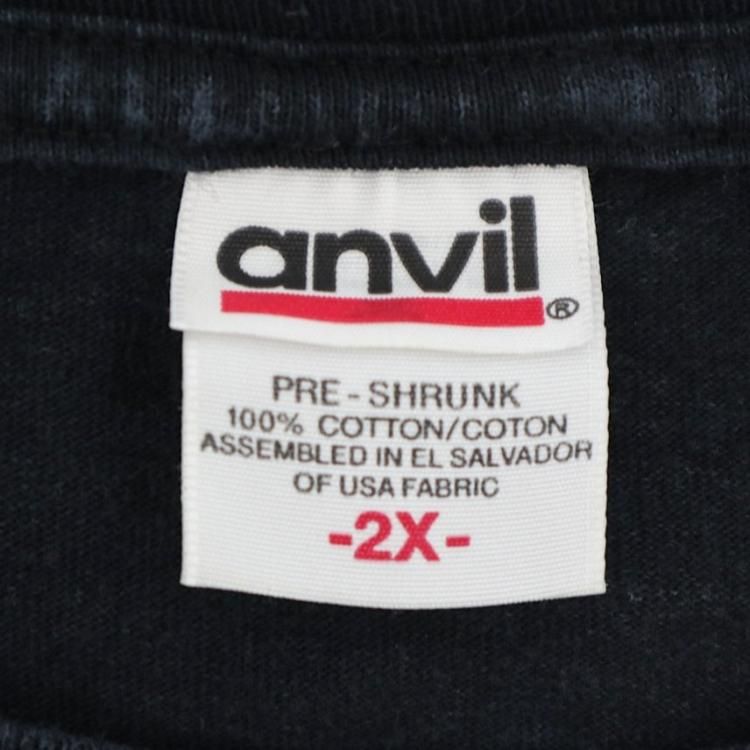 anvil®
PRE - SHRUNK
100% COTTON/COTON
ASSEMBLED IN EL SALVADOR
OF USA FABRIC
-2X-